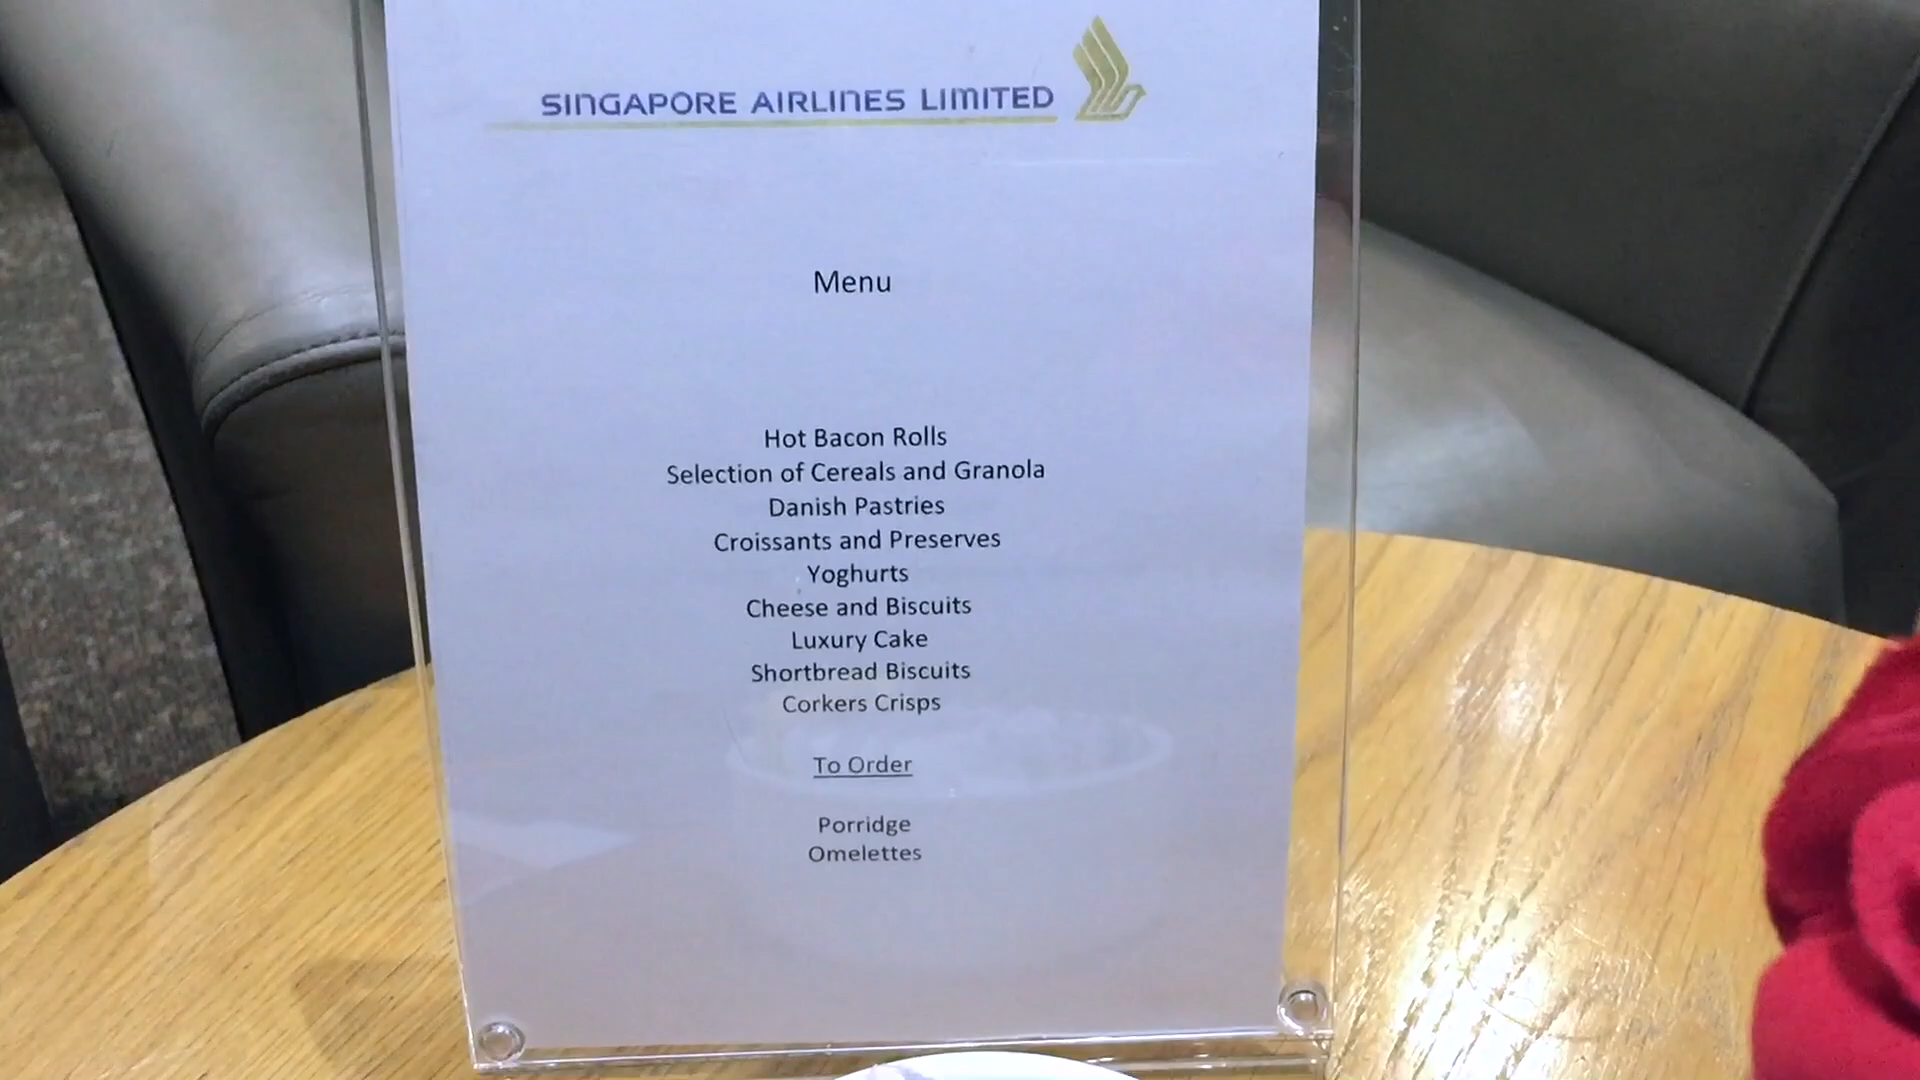 SINGAPORE AIRLINES LIMITED
Menu
Hot Bacon Rolls
Selection of Cereals and Granola
Danish Pastries
Croissants and Preserves
Yoghurts
Cheese and Biscuits
Luxury Cake
Shortbread Biscuits
Corkers Crisps
To Order
Porridge
Omelettes